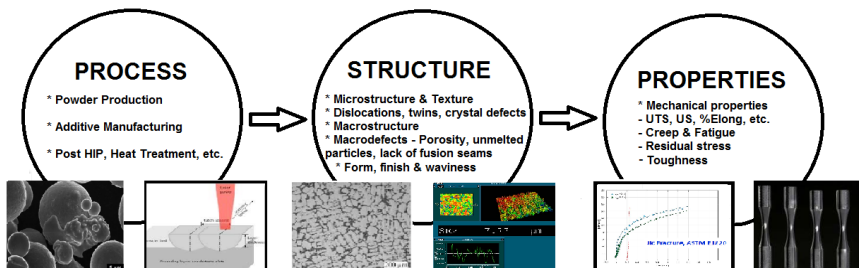 PROCESS
* Powder Production
* Additive Manufacturing
* Post HIP, Heat Treatment, etc.
STRUCTURE
* Microstructure & Texture
* Dislocations, twins, crystal defects
* Macrostructure
* Macrodefects - Porosity, unmelted
particles, lack of fusion seams
* Form, finish & waviness
PROPERTIES
* Mechanical properties
- UTS, US, %Elong, etc.
- Creep & Fatigue
- Residual stress
- Toughness